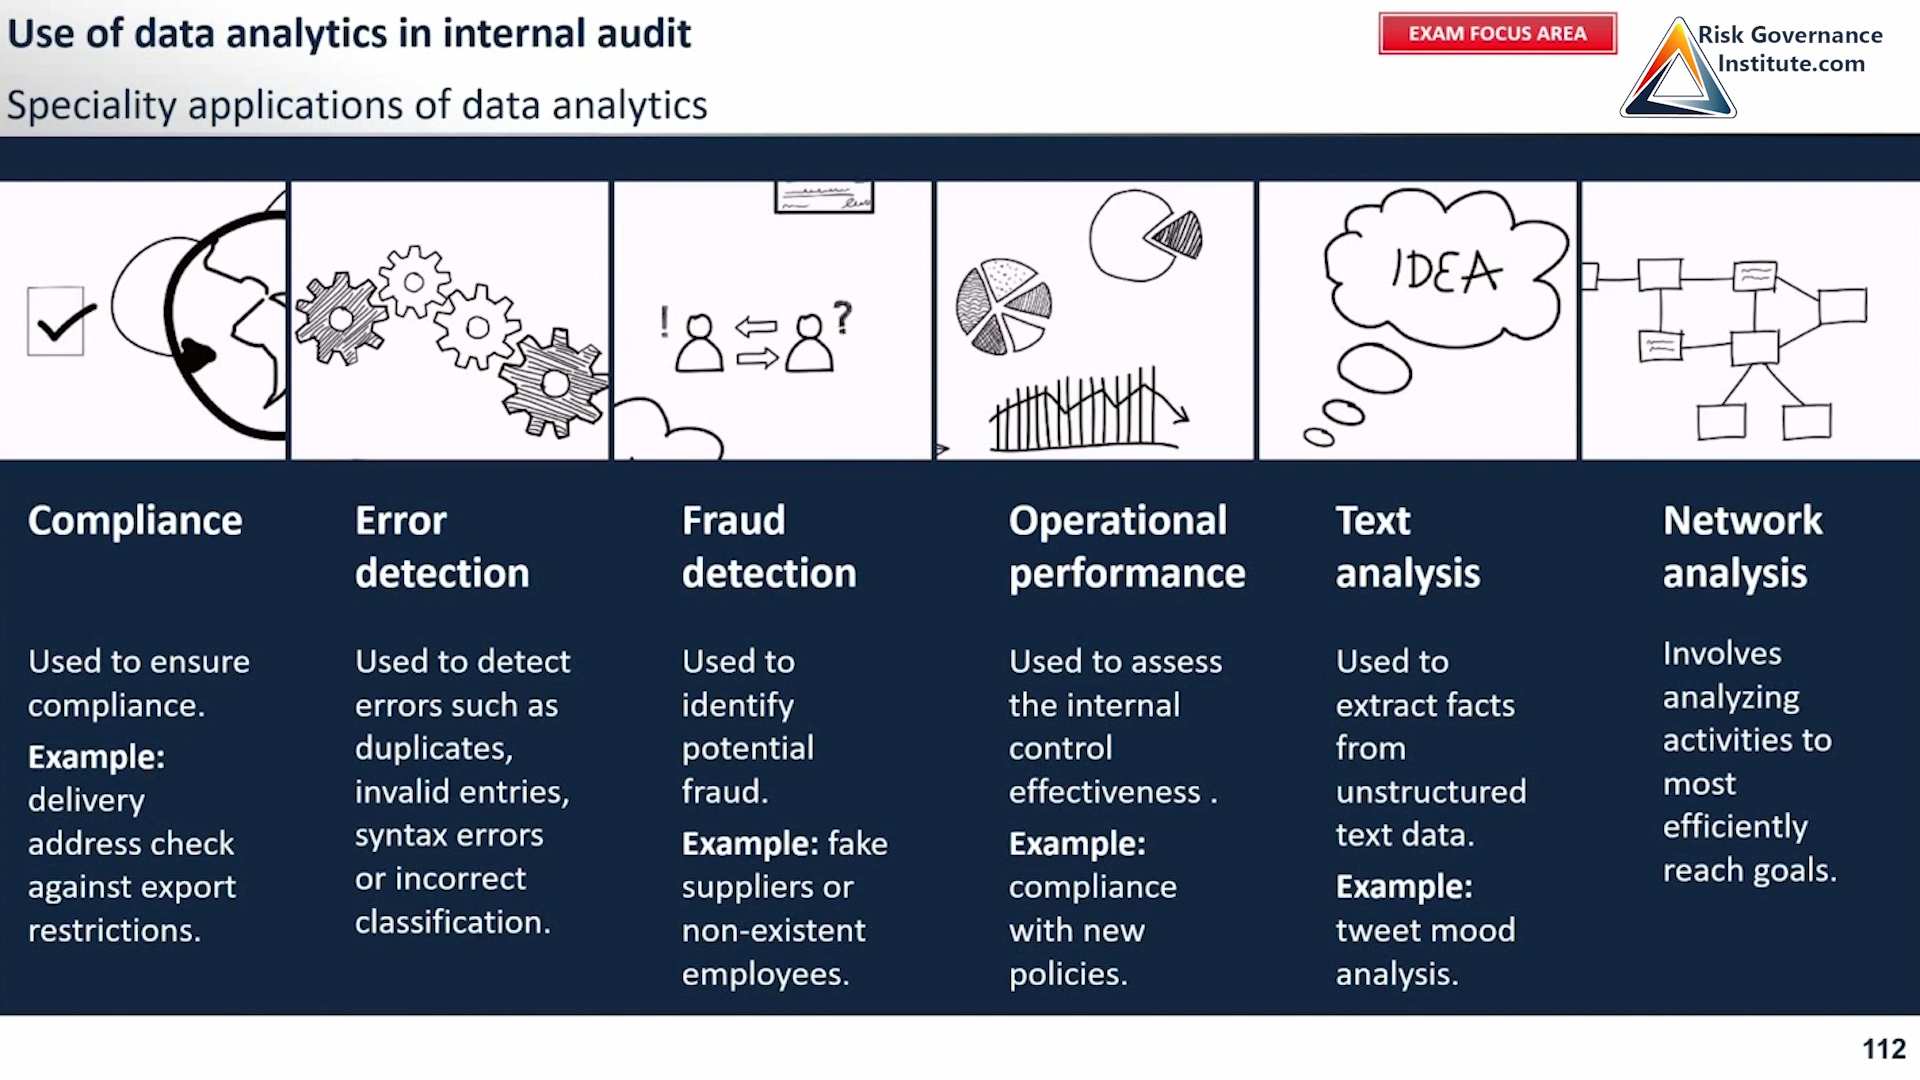 Use of data analytics in internal audit
EXAM FOCUS AREA
Risk Governance
Institute.com
Speciality applications of data analytics
! ?
IDEA
Compliance
Used to ensure
compliance.
Example:
delivery
address check
against export
restrictions.
Error
detection
Used to detect
errors such as
duplicates,
invalid entries,
syntax errors
or incorrect
classification.
Fraud
detection
Used to
identify
potential
fraud.
Example: fake
suppliers or
non-existent
employees.
Operational
performance
Used to assess
the internal
control
effectiveness .
Example:
compliance
with new
policies.
Text
analysis
Used to
extract facts
from
unstructured
text data.
Example:
tweet mood
analysis.
Network
analysis
Involves
analyzing
activities to
most
efficiently
reach goals.
112